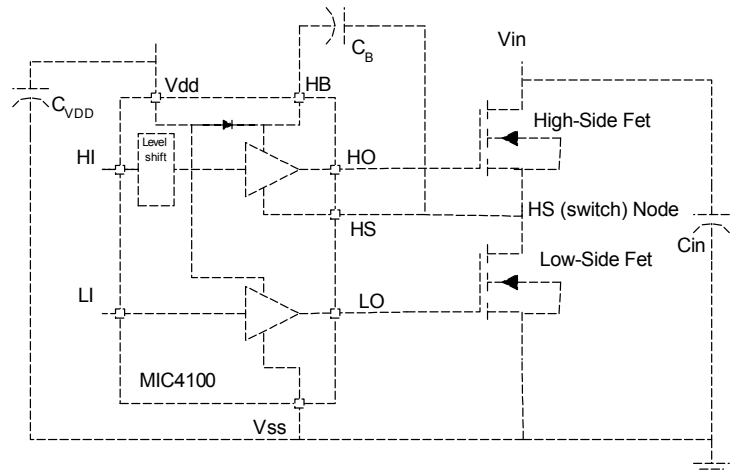 C_B
Vin
Vdd
HB
C_VDD
High-Side Fet
Level
shift
HI
HO
HS (switch) Node
HS
Cin
Low-Side Fet
LI
LO
MIC4100
Vss